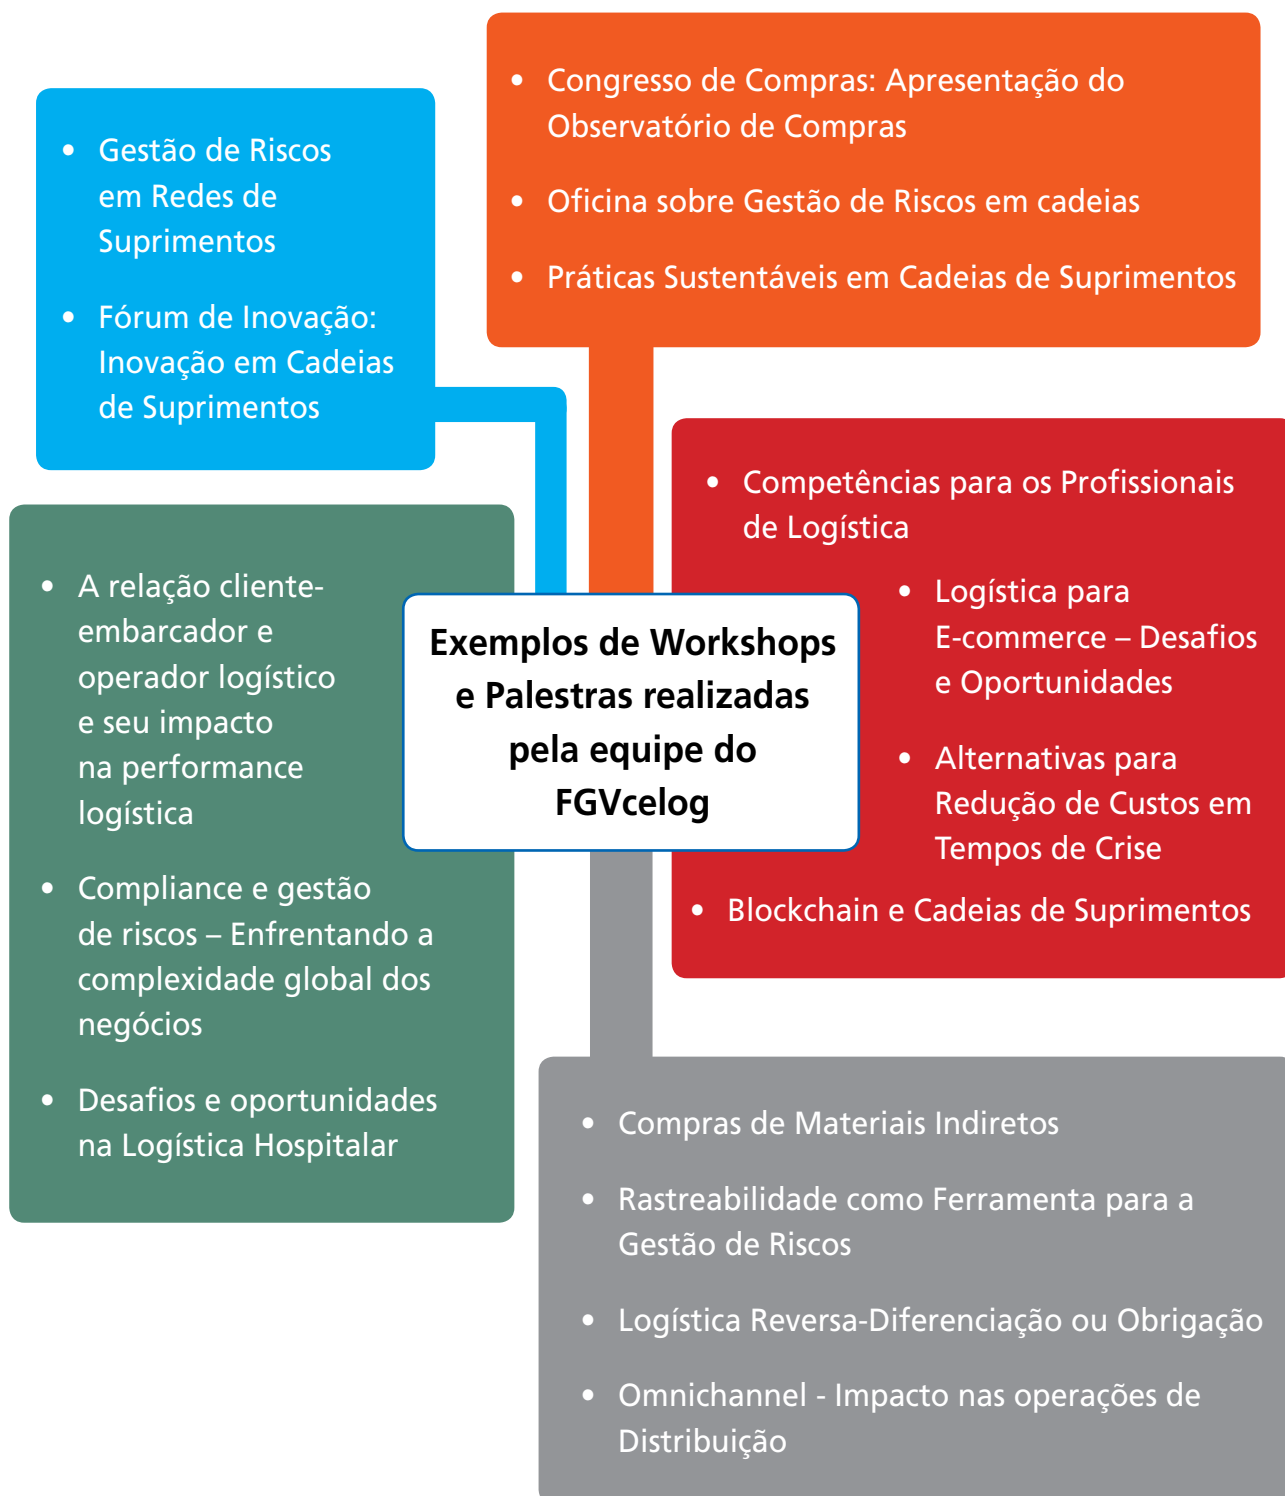 • Gestão de Riscos
em Redes de
Suprimentos
• Fórum de Inovação:
Inovação em Cadeias
de Suprimentos
• Congresso de Compras: Apresentação do
Observatório de Compras
• Oficina sobre Gestão de Riscos em cadeias
• Práticas Sustentáveis em Cadeias de Suprimentos
• A relação cliente-
embarcador e
operador logístico
e seu impacto
na performance
logística
• Compliance e gestão
de riscos – Enfrentando a
complexidade global dos
negócios
• Desafios e oportunidades
na Logística Hospitalar
Exemplos de Workshops
e Palestras realizadas
pela equipe do
FGVcelog
• Competências para os Profissionais
de Logística
• Logística para
E-commerce – Desafios
e Oportunidades
• Alternativas para
Redução de Custos em
Tempos de Crise
• Blockchain e Cadeias de Suprimentos
• Compras de Materiais Indiretos
• Rastreabilidade como Ferramenta para a
Gestão de Riscos
• Logística Reversa-Diferenciação ou Obrigação
• Omnichannel - Impacto nas operações de
Distribuição